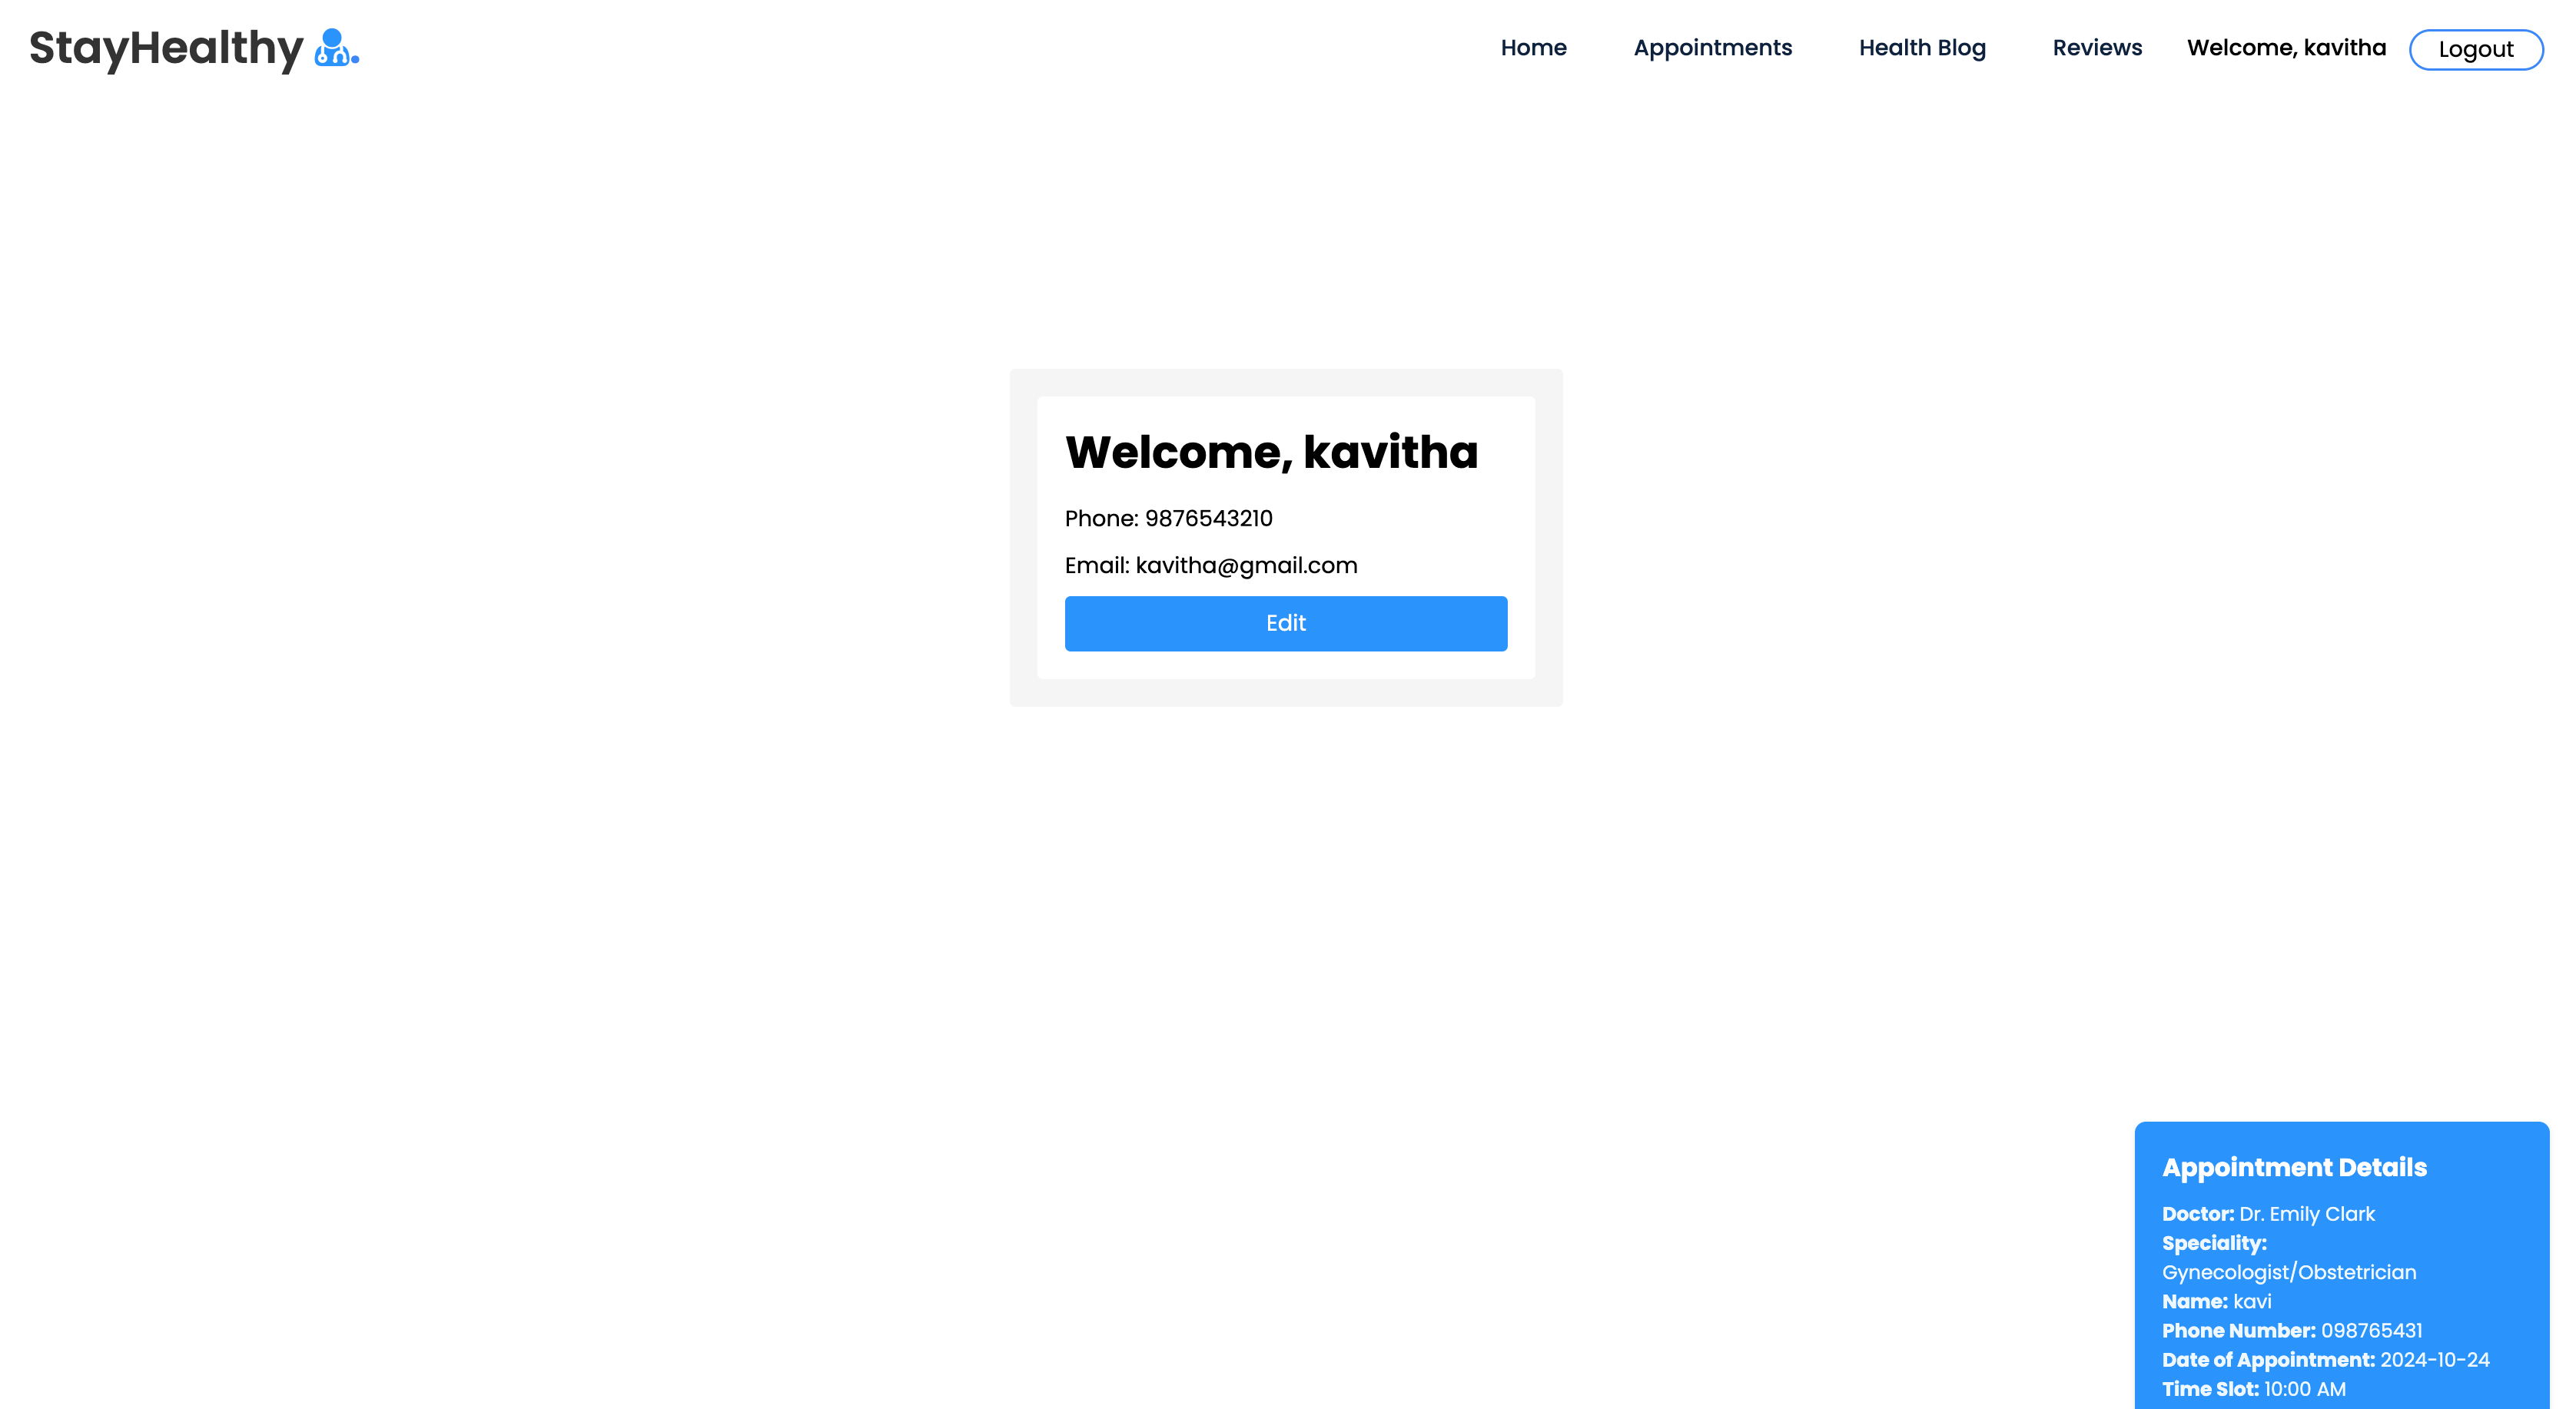 StayHealthy
Home Appointments Health Blog Reviews Welcome, kavitha Logout
Welcome, kavitha
Phone: 9876543210
Email: kavitha@gmail.com
Edit
Appointment Details
Doctor: Dr. Emily Clark
Speciality:
Gynecologist/Obstetrician
Name: kavi
Phone Number: 098765431
Date of Appointment: 2024-10-24
Time Slot: 10:00 AM